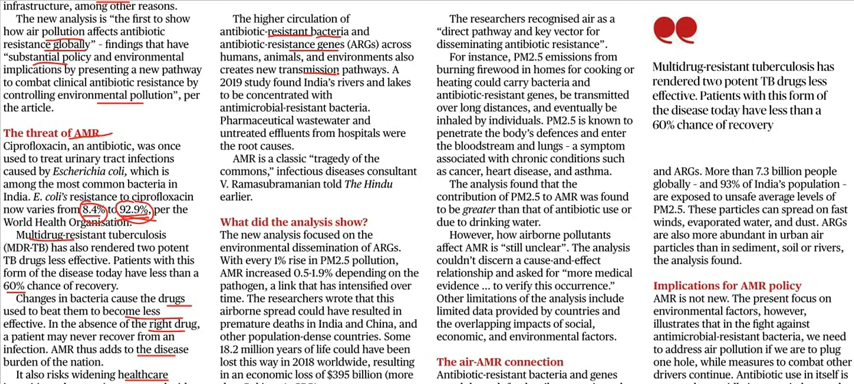 infrastructure, among other reasons.
The new analysis is "the first to show
how air pollution affects antibiotic
resistance globally" – findings that have
"substantial policy and environmental
implications by presenting a new pathway
to combat clinical antibiotic resistance by
controlling environmental pollution", per
the article.
The threat of AMR
Ciprofloxacin, an antibiotic, was once
used to treat urinary tract infections
caused by Escherichia coli, which is
among the most common bacteria in
India. E. coli's resistance to ciprofloxacin
now varies from 8.4% to 92.9%, per the
World Health Organisation.
Multidrug-resistant tuberculosis
(MDR-TB) has also rendered two potent
TB drugs less effective. Patients with this
form of the disease today have less than a
60% chance of recovery.
Changes in bacteria cause the drugs
used to beat them to become less
effective. In the absence of the right drug,
a patient may never recover from an
infection. AMR thus adds to the disease
burden of the nation.
It also risks widening healthcare
The higher circulation of
antibiotic-resistant bacteria and
antibiotic-resistance genes (ARGs) across
humans, animals, and environments also
creates new transmission pathways. A
2019 study found India's rivers and lakes
to be concentrated with
antimicrobial-resistant bacteria.
Pharmaceutical wastewater and
untreated effluents from hospitals were
the root causes.
AMR is a classic "tragedy of the
commons," infectious diseases consultant
V. Ramasubramanian told The Hindu
earlier.
What did the analysis show?
The new analysis focused on the
environmental dissemination of ARGs.
With every 1% rise in PM2.5 pollution,
AMR increased 0.5-1.9% depending on the
pathogen, a link that has intensified over
time. The researchers wrote that this
airborne spread could have resulted in
premature deaths in India and China, and
other population-dense countries. Some
18.2 million years of life could have been
lost this way in 2018 worldwide, resulting
in an economic loss of $395 billion (more
The researchers recognised air as a
"direct pathway and key vector for
disseminating antibiotic resistance".
For instance, PM2.5 emissions from
burning firewood in homes for cooking or
heating could carry bacteria and
antibiotic-resistant genes, be transmitted
over long distances, and eventually be
inhaled by individuals. PM2.5 is known to
penetrate the body's defences and enter
the bloodstream and lungs – a symptom
associated with chronic conditions such
as cancer, heart disease, and asthma.
The analysis found that the
contribution of PM2.5 to AMR was found
to be greater than that of antibiotic use or
due to drinking water.
However, how airborne pollutants
affect AMR is "still unclear". The analysis
couldn't discern a cause-and-effect
relationship and asked for "more medical
evidence ... to verify this occurrence."
Other limitations of the analysis include
limited data provided by countries and
the overlapping impacts of social,
economic, and environmental factors.
The air-AMR connection
Antibiotic-resistant bacteria and genes
Multidrug-resistant tuberculosis has
rendered two potent TB drugs less
effective. Patients with this form of
the disease today have less than a
60% chance of recovery
and ARGs. More than 7.3 billion people
globally – and 93% of India's population –
are exposed to unsafe average levels of
PM2.5. These particles can spread on fast
winds, evaporated water, and dust. ARGs
are also more abundant in urban air
particles than in sediment, soil or rivers,
the analysis found.
Implications for AMR policy
AMR is not new. The present focus on
environmental factors, however,
illustrates that in the fight against
antimicrobial-resistant bacteria, we need
to address air pollution if we are to plug
one hole, while measures to combat other
drivers continue. Antibiotic use in itself is